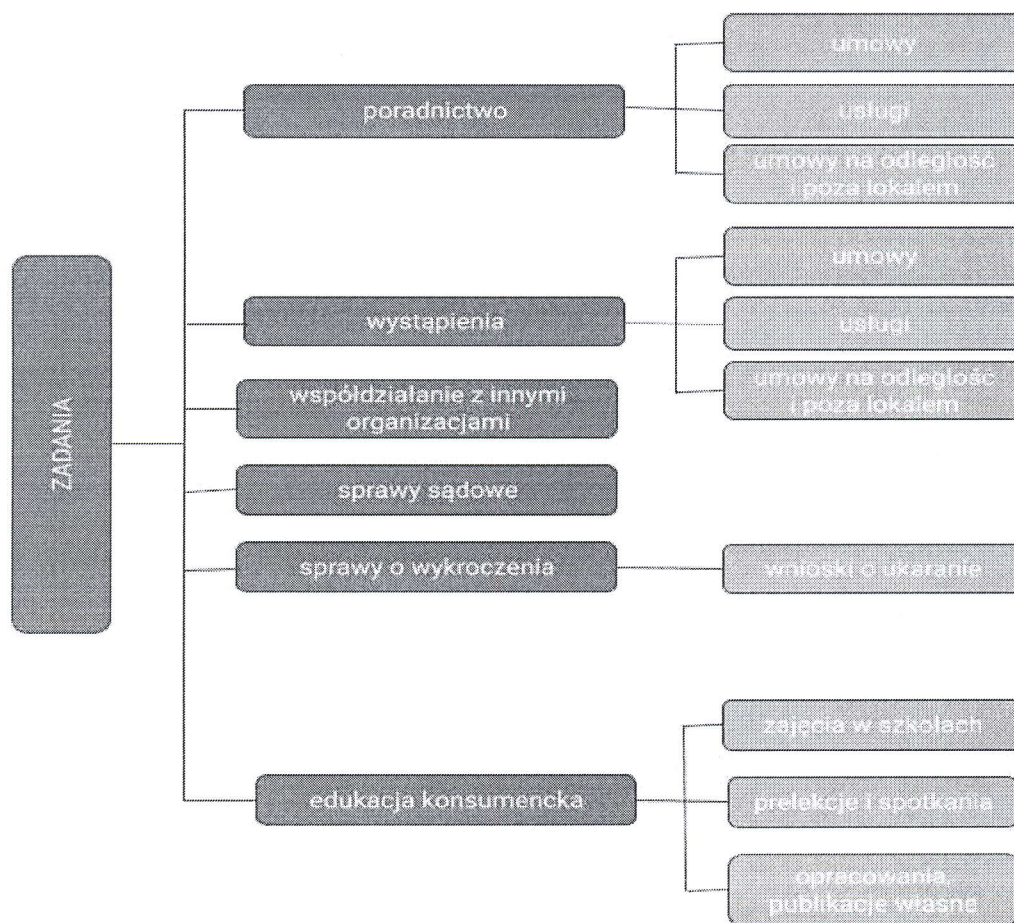 ZADANIA
poradnictwo
umowy
usługi
umowy na odległość
i poza lokalem
wystąpienia
umowy
usługi
umowy na odległość
i poza lokalem
współdziałanie z innymi
organizacjami
sprawy sądowe
sprawy o wykroczenia
wnioski o ukaranie
edukacja konsumencka
zajęcia w szkołach
prelekcje i spotkania
opracowania,
publikacje własne